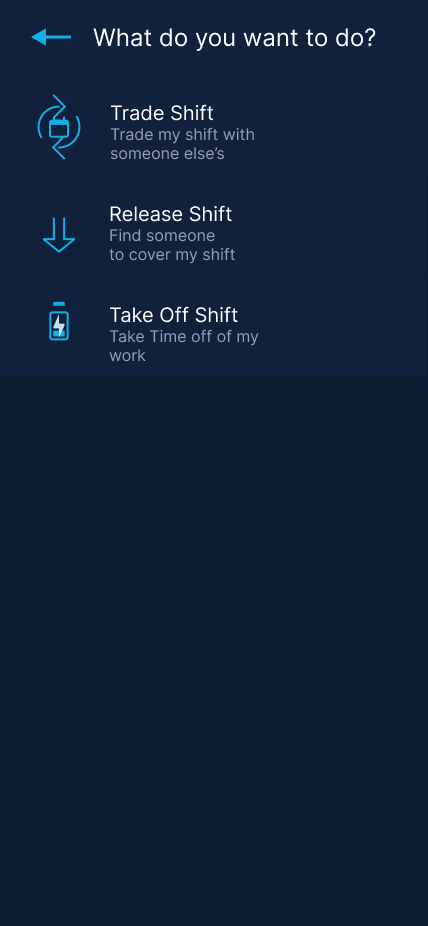 What do you want to do?
Trade Shift
Trade my shift with
someone else’s
Release Shift
Find someone
to cover my shift
Take Off Shift
Take Time off of my
work